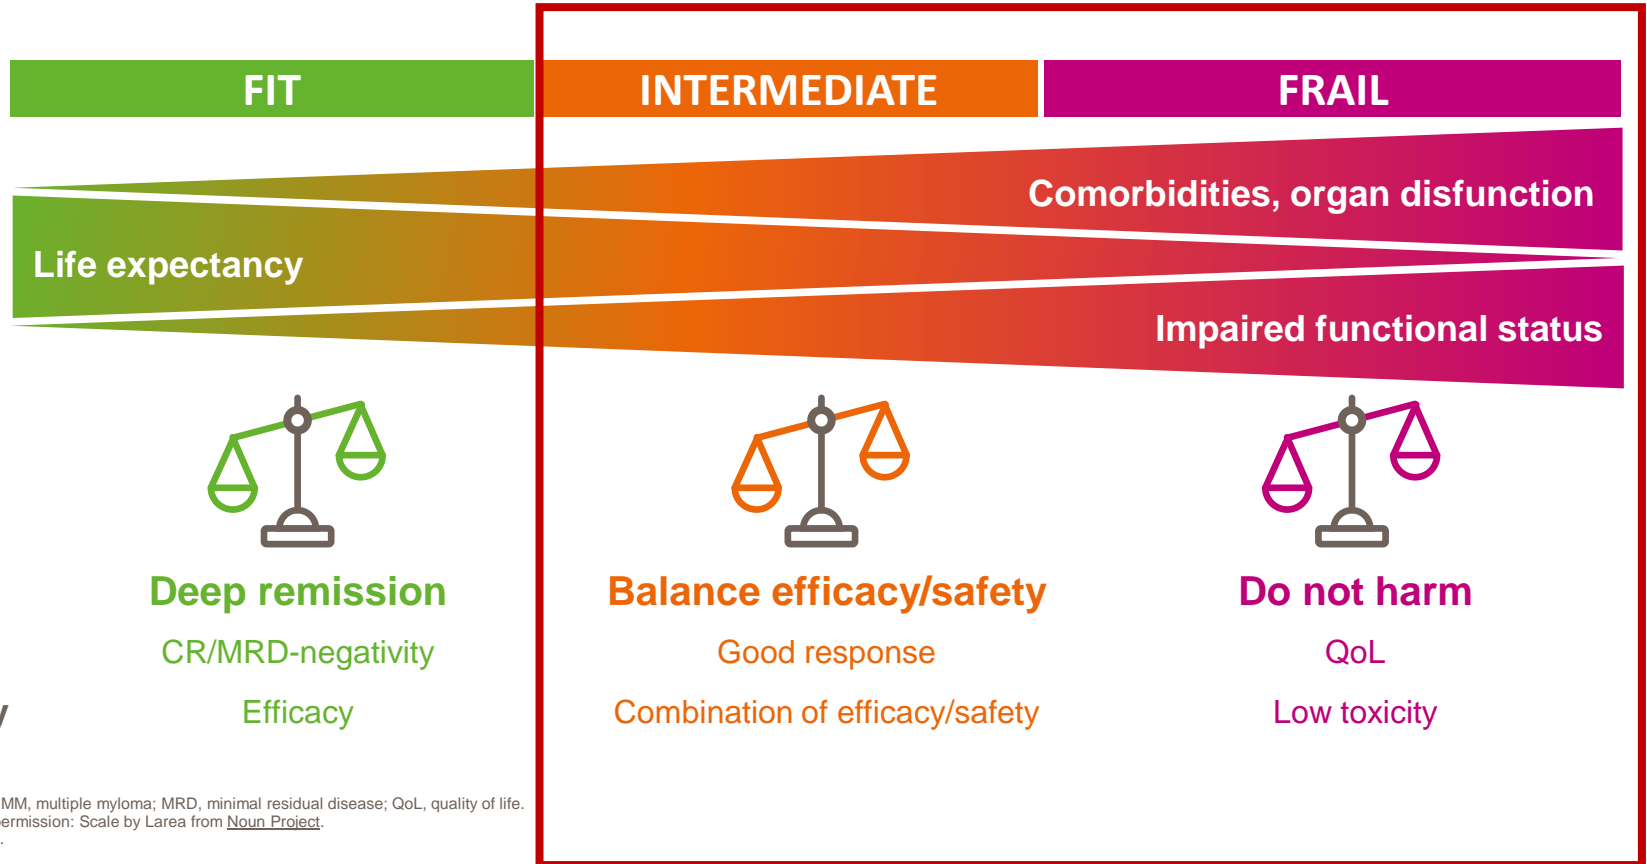 FIT
INTERMEDIATE
FRAIL
Comorbidities, organ disfunction
Life expectancy
Impaired functional status
Deep remission
Balance efficacy/safety
Do not harm
CR/MRD-negativity
Good response
QoL
y
Efficacy
Combination of efficacy/safety
Low toxicity
MM, multiple myloma; MRD, minimal residual disease; QoL, quality of life.
permission: Scale by Larea from Noun Project.
.